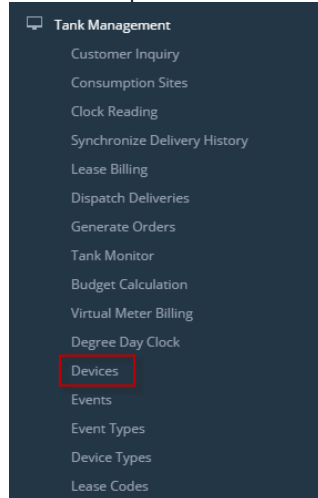 Tank Management
Customer Inquiry
Consumption Sites
Clock Reading
Synchronize Delivery History
Lease Billing
Dispatch Deliveries
Generate Orders
Tank Monitor
Budget Calculation
Virtual Meter Billing
Degree Day Clock
Devices
Events
Event Types
Device Types
Lease Codes